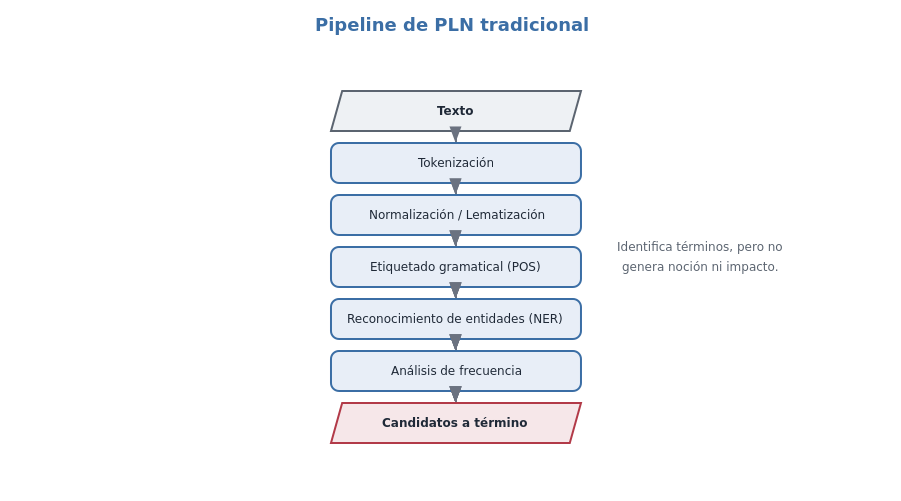 Pipeline de PLN tradicional
Texto
Tokenización
Normalización / Lematización
Etiquetado gramatical (POS)
Identifica términos, pero no
genera noción ni impacto.
Reconocimiento de entidades (NER)
Análisis de frecuencia
Candidatos a término